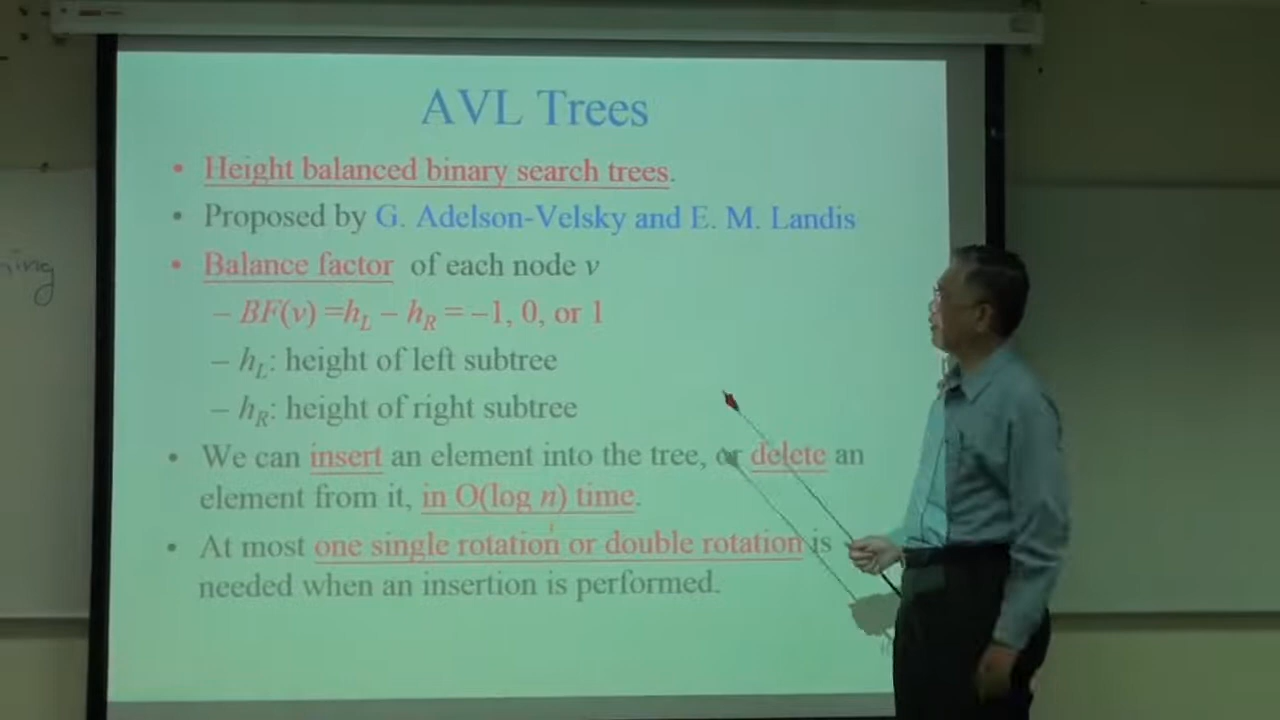 AVL Trees
• Height balanced binary search trees.
• Proposed by G. Adelson-Velsky and E. M. Landis
• Balance factor of each node v
– BF(v) =hL – hR = –1, 0, or 1
– hL: height of left subtree
– hR: height of right subtree
• We can insert an element into the tree, or delete an
element from it, in O(log n) time.
• At most one single rotation or double rotation is
needed when an insertion is performed.